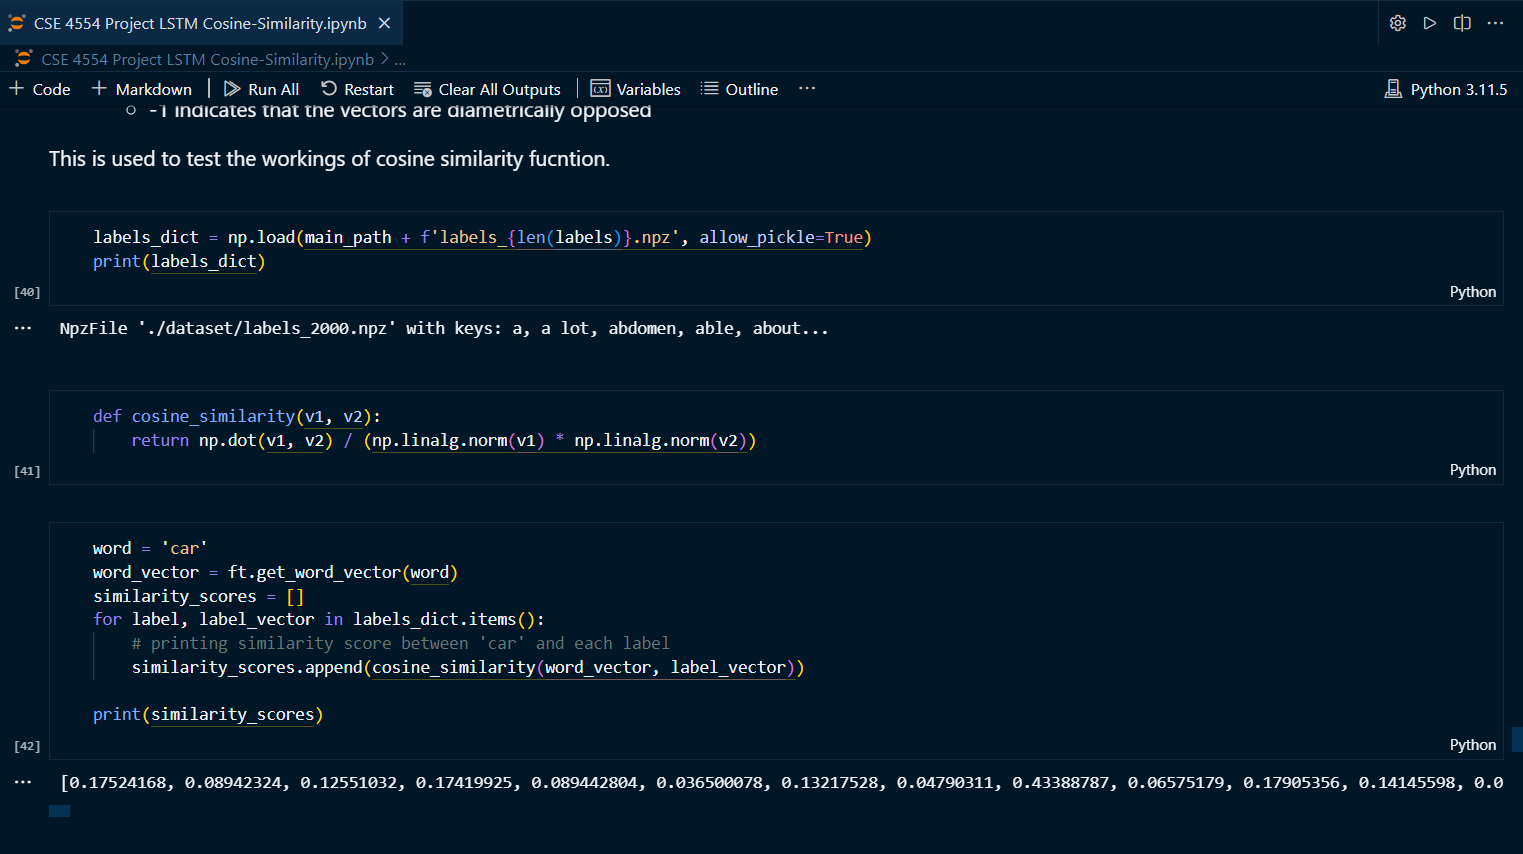 CSE 4554 Project LSTM Cosine-Similarity.ipynb
CSE 4554 Project LSTM Cosine-Similarity.ipynb > ...
+ Code + Markdown | Run All Restart Clear All Outputs | Variables Outline ... Python 3.11.5
-1 indicates that the vectors are diametrically opposed
This is used to test the workings of cosine similarity fucntion.
labels_dict = np.load(main_path + f'labels_{len(labels)}.npz', allow_pickle=True)
print(labels_dict)
[40] Python
... NpzFile './dataset/labels_2000.npz' with keys: a, a lot, abdomen, able, about...
def cosine_similarity(v1, v2):
    return np.dot(v1, v2) / (np.linalg.norm(v1) * np.linalg.norm(v2))
[41] Python
word = 'car'
word_vector = ft.get_word_vector(word)
similarity_scores = []
for label, label_vector in labels_dict.items():
    # printing similarity score between 'car' and each label
    similarity_scores.append(cosine_similarity(word_vector, label_vector))
print(similarity_scores)
[42] Python
... [0.17524168, 0.08942324, 0.12551032, 0.17419925, 0.089442804, 0.036500078, 0.13217528, 0.04790311, 0.43388787, 0.06575179, 0.17905356, 0.14145598, 0.0